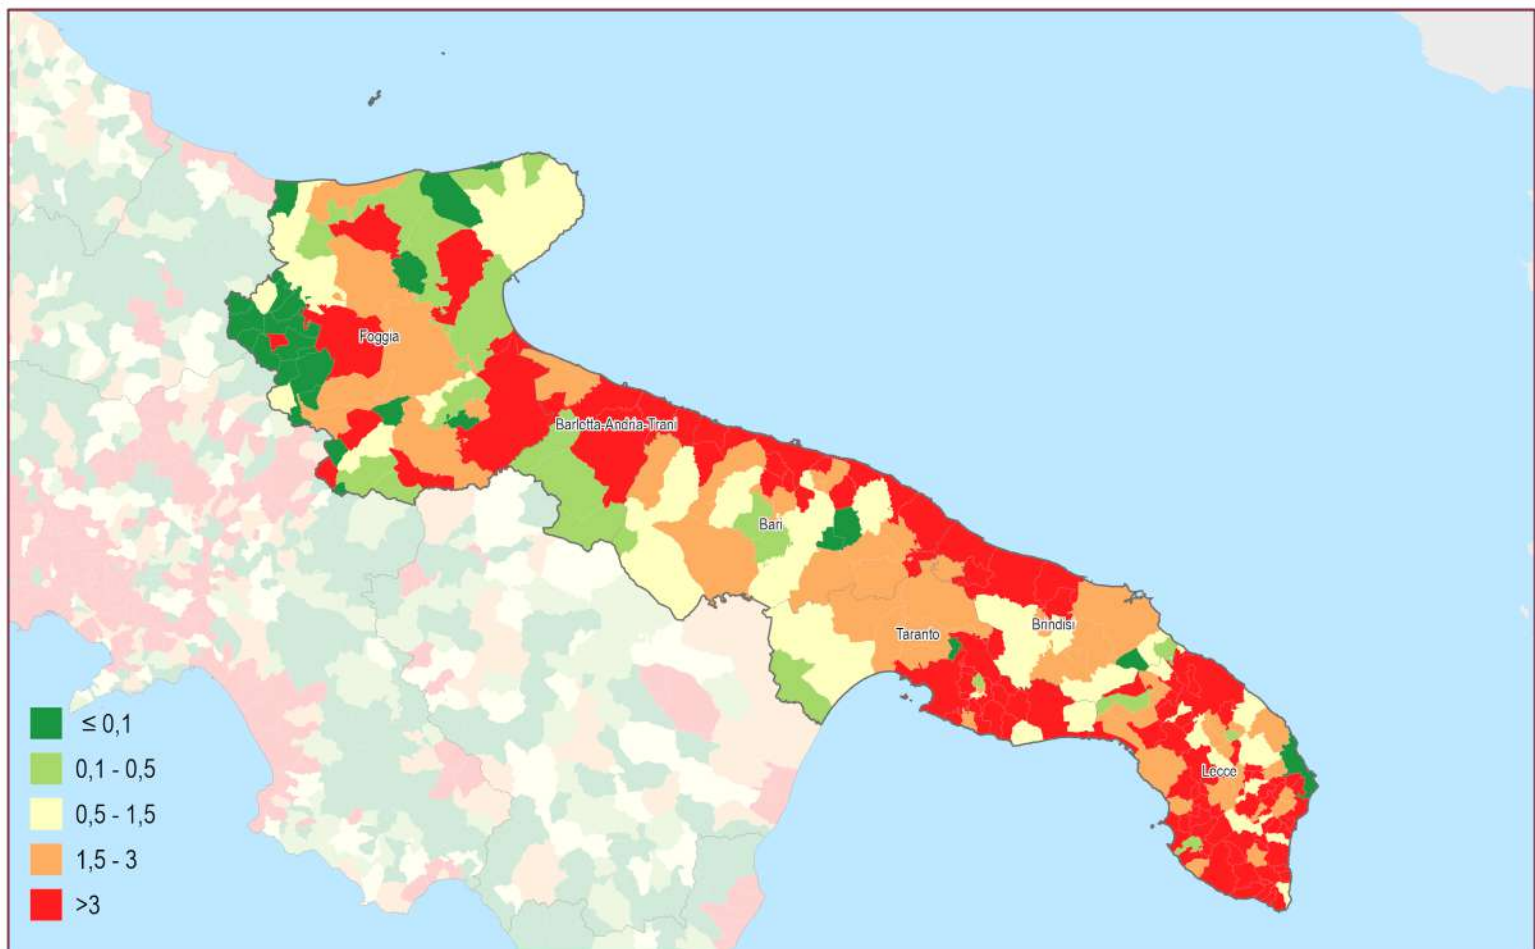 Foggia
Barletta-Andria-Trani
Bari
Taranto
Brindisi
Lecce
≤ 0,1
0,1 - 0,5
0,5 - 1,5
1,5 - 3
>3